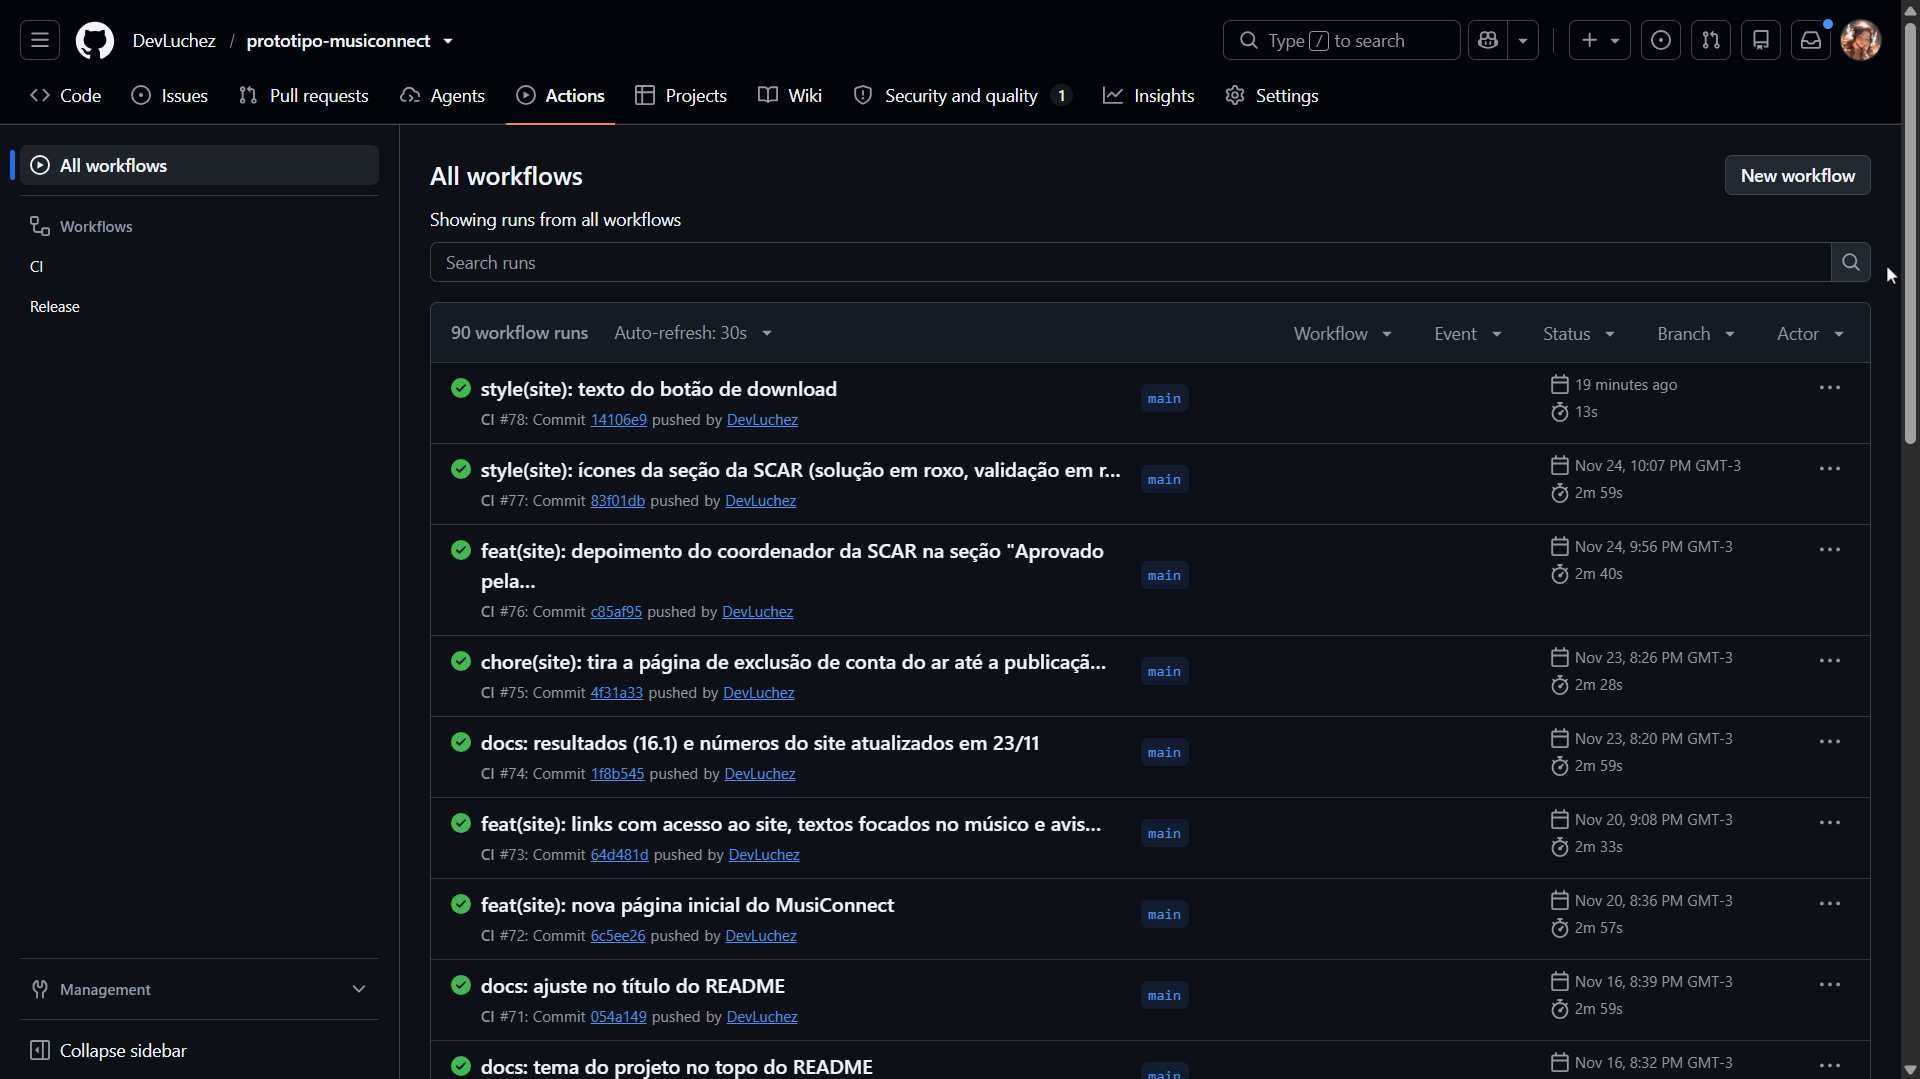 DevLuchez / prototipo-musiconnect
Type / to search
Code
Issues
Pull requests
Agents
Actions
Projects
Wiki
Security and quality 1
Insights
Settings
All workflows
Workflows
CI
Release
Management
Collapse sidebar
All workflows
New workflow
Showing runs from all workflows
Search runs
90 workflow runs
Auto-refresh: 30s
Workflow
Event
Status
Branch
Actor
style(site): texto do botão de download
CI #78: Commit 14106e9 pushed by DevLuchez
main
19 minutes ago
13s
style(site): ícones da seção da SCAR (solução em roxo, validação em r...
CI #77: Commit 83f01db pushed by DevLuchez
main
Nov 24, 10:07 PM GMT-3
2m 59s
feat(site): depoimento do coordenador da SCAR na seção "Aprovado
pela...
CI #76: Commit c85af95 pushed by DevLuchez
main
Nov 24, 9:56 PM GMT-3
2m 40s
chore(site): tira a página de exclusão de conta do ar até a publicaçã...
CI #75: Commit 4f31a33 pushed by DevLuchez
main
Nov 23, 8:26 PM GMT-3
2m 28s
docs: resultados (16.1) e números do site atualizados em 23/11
CI #74: Commit 1f8b545 pushed by DevLuchez
main
Nov 23, 8:20 PM GMT-3
2m 59s
feat(site): links com acesso ao site, textos focados no músico e avis...
CI #73: Commit 64d481d pushed by DevLuchez
main
Nov 20, 9:08 PM GMT-3
2m 33s
feat(site): nova página inicial do MusiConnect
CI #72: Commit 6c5ee26 pushed by DevLuchez
main
Nov 20, 8:36 PM GMT-3
2m 57s
docs: ajuste no título do README
CI #71: Commit 054a149 pushed by DevLuchez
main
Nov 16, 8:39 PM GMT-3
2m 59s
docs: tema do projeto no topo do README
main
Nov 16, 8:32 PM GMT-3